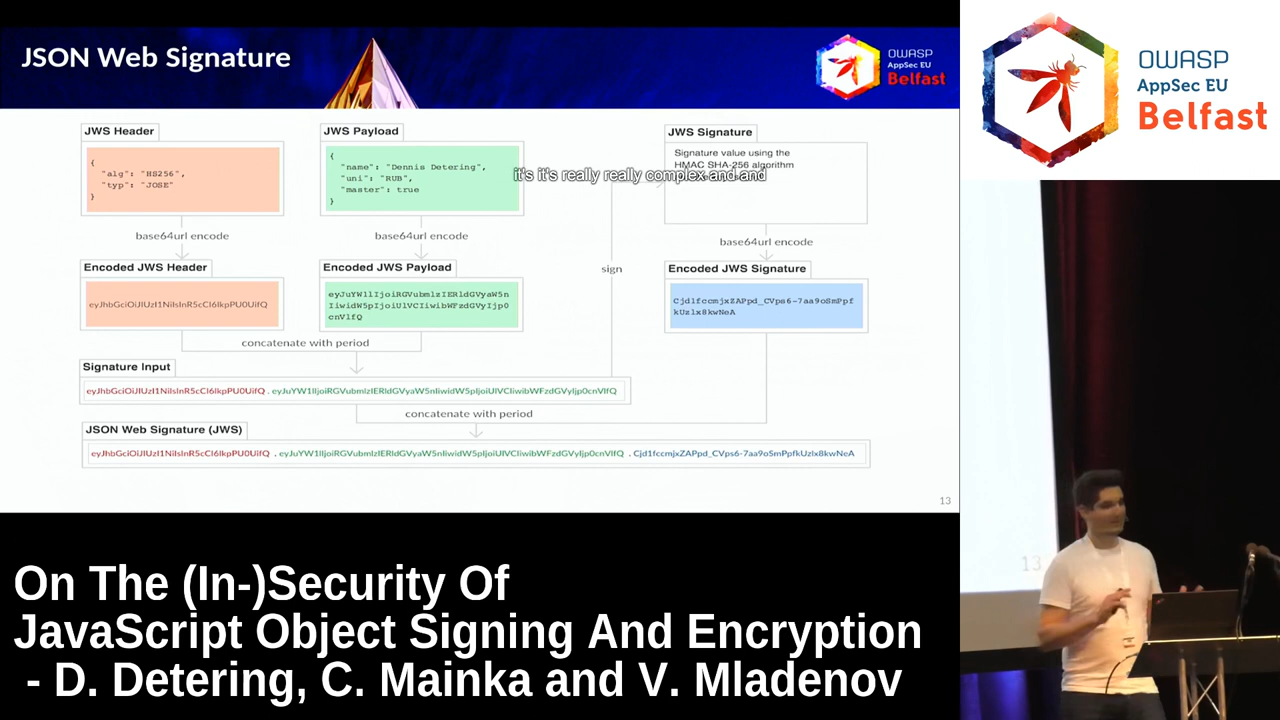 JSON Web Signature
OWASP
AppSec EU
Belfast
OWASP
AppSec EU
Belfast
JWS Header
{
"alg": "HS256",
"typ": "JOSE"
}
JWS Payload
{
"name": "Dennis Detering",
"uni": "RUB",
"master": true
}
JWS Signature
Signature value using the
HMAC SHA-256 algorithm
it's it's really really complex and and
base64url encode
base64url encode
base64url encode
sign
Encoded JWS Header
eyJhbGciOiJIUzI1NiIsInR5cCI6IkpPU0UifQ
Encoded JWS Payload
eyJuYW1lIjoiRGVubmlzIERldGVyaW5n
IiwidW5pIjoiUlVCIiwibWFzdGVyIjp0
cnVlfQ
Encoded JWS Signature
Cjd1fccmjxZAPpd_CVps6-7aa9oSmPpf
kUzlx8kwNeA
concatenate with period
Signature Input
eyJhbGciOiJIUzI1NiIsInR5cCI6IkpPU0UifQ . eyJuYW1lIjoiRGVubmlzIERldGVyaW5nIiwidW5pIjoiUlVCIiwibWFzdGVyIjp0cnVlfQ
concatenate with period
JSON Web Signature (JWS)
eyJhbGciOiJIUzI1NiIsInR5cCI6IkpPU0UifQ . eyJuYW1lIjoiRGVubmlzIERldGVyaW5nIiwidW5pIjoiUlVCIiwibWFzdGVyIjp0cnVlfQ . Cjd1fccmjxZAPpd_CVps6-7aa9oSmPpfkUzlx8kwNeA
13
13
On The (In-)Security Of
JavaScript Object Signing And Encryption
- D. Detering, C. Mainka and V. Mladenov